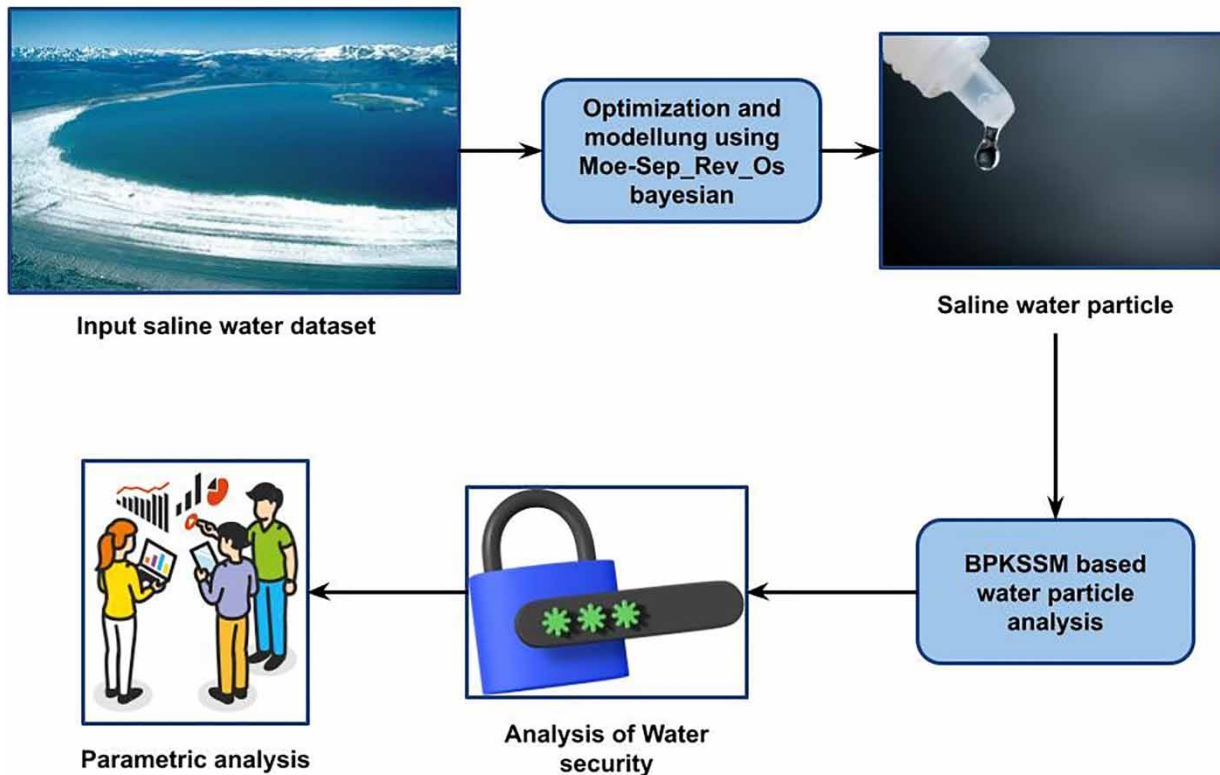 Optimization and
modellung using
Moe-Sep_Rev_Os
bayesian
Input saline water dataset
Saline water particle
BPKSSM based
water particle
analysis
Analysis of Water
security
Parametric analysis